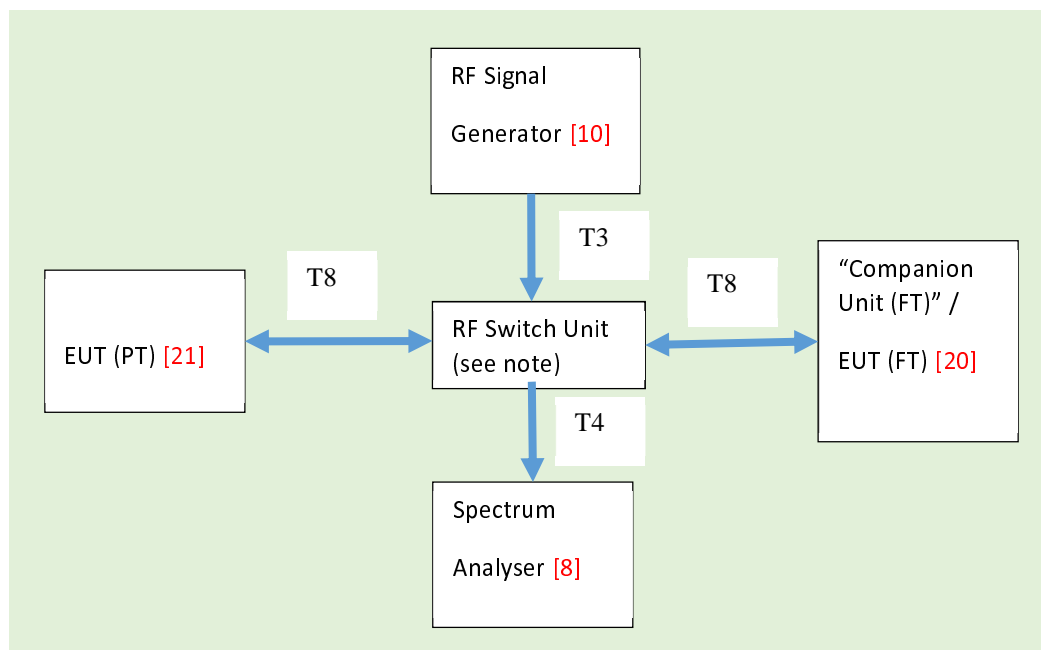 RF Signal
Generator [10]
T3
T8
T8
“Companion
Unit (FT)” /
EUT (FT) [20]
EUT (PT) [21]
RF Switch Unit
(see note)
T4
Spectrum
Analyser [8]